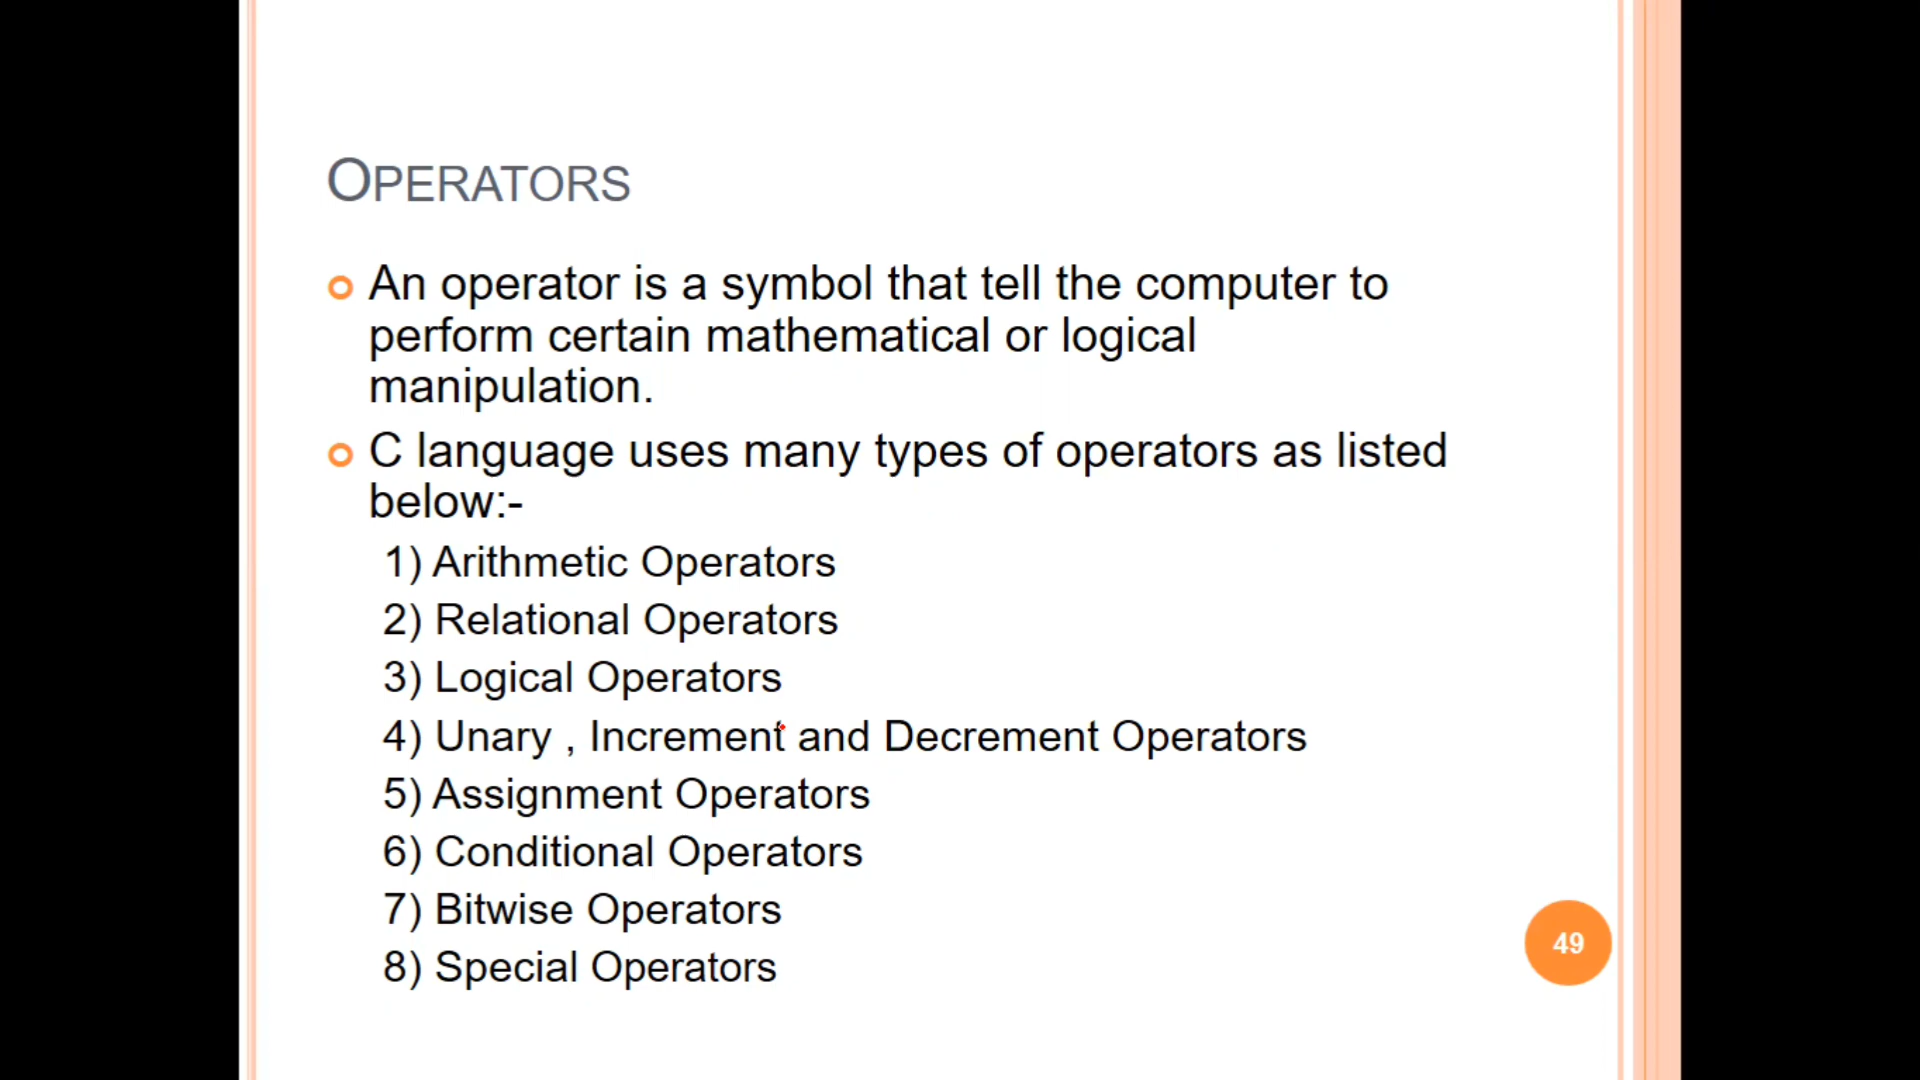 OPERATORS
An operator is a symbol that tell the computer to
perform certain mathematical or logical
manipulation.
C language uses many types of operators as listed
below:-
1) Arithmetic Operators
2) Relational Operators
3) Logical Operators
4) Unary , Increment and Decrement Operators
5) Assignment Operators
6) Conditional Operators
7) Bitwise Operators
8) Special Operators
49